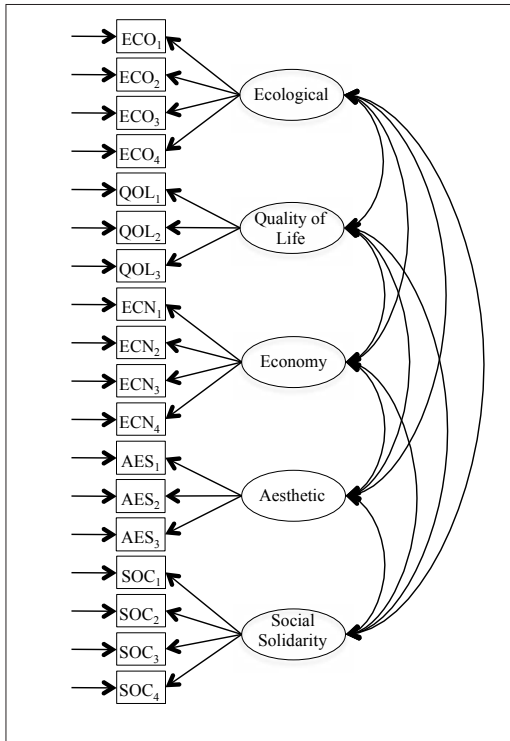 ECO₁
ECO₂
ECO₃
ECO₄
QOL₁
QOL₂
QOL₃
ECN₁
ECN₂
ECN₃
ECN₄
AES₁
AES₂
AES₃
SOC₁
SOC₂
SOC₃
SOC₄
Ecological
Quality of
Life
Economy
Aesthetic
Social
Solidarity